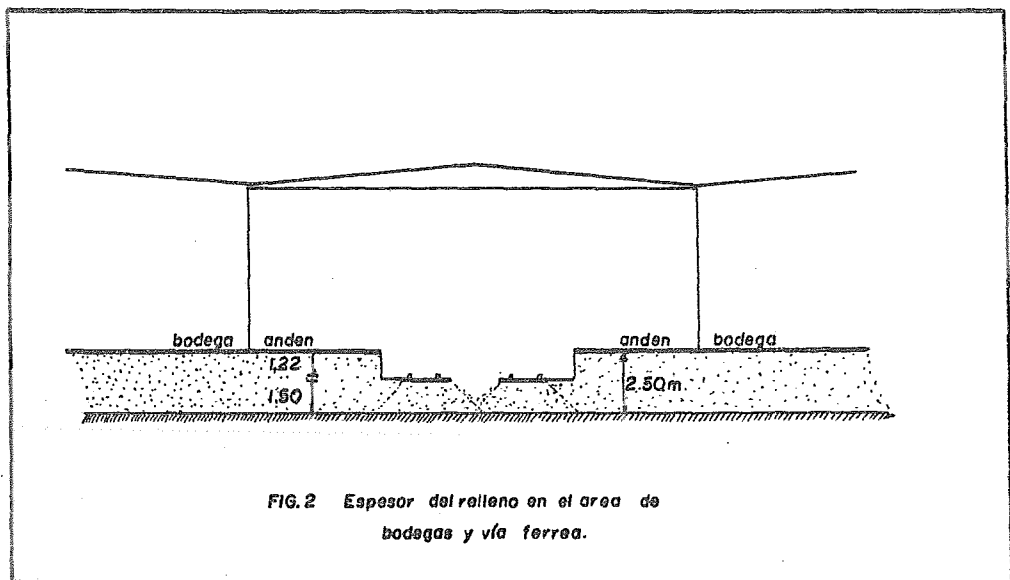 bodega anden anden bodega
1,22
1,50 2.50m
FIG. 2 Espesor del relleno en el area de
bodegas y vía ferrea.